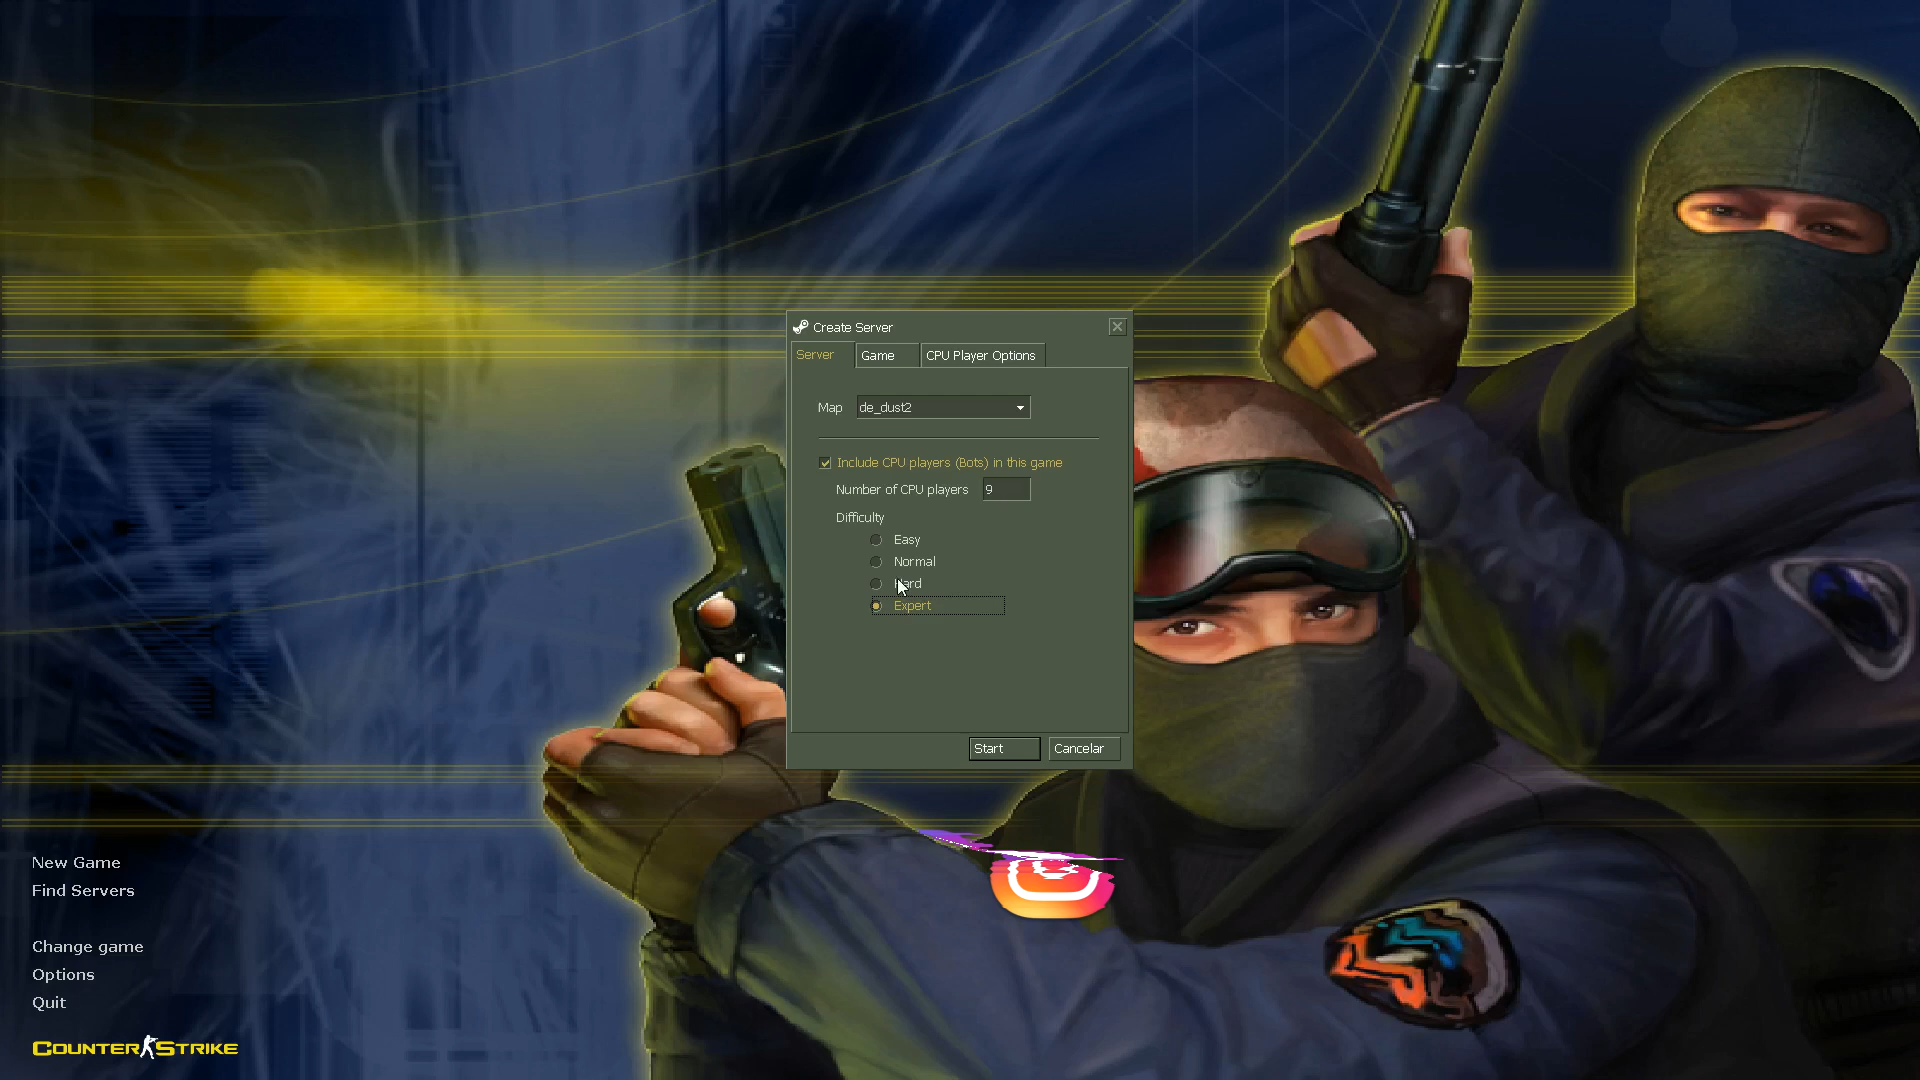 Create Server
Server
Game
CPU Player Options
Map
de_dust2
Include CPU players (Bots) in this game
Number of CPU players
9
Difficulty
Easy
Normal
Hard
Expert
Start
Cancelar
New Game
Find Servers
Change game
Options
Quit
COUNTER STRIKE